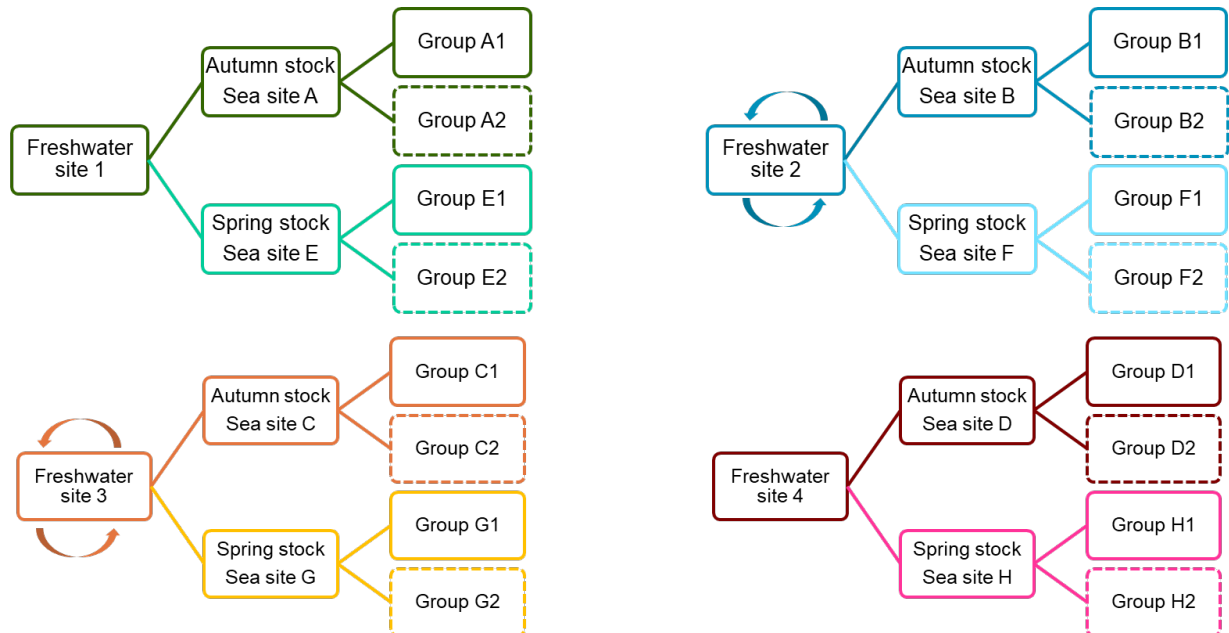 Freshwater
site 1
Autumn stock
Sea site A
Group A1
Group A2
Spring stock
Sea site E
Group E1
Group E2
Freshwater
site 2
Autumn stock
Sea site B
Group B1
Group B2
Spring stock
Sea site F
Group F1
Group F2
Freshwater
site 3
Autumn stock
Sea site C
Group C1
Group C2
Spring stock
Sea site G
Group G1
Group G2
Freshwater
site 4
Autumn stock
Sea site D
Group D1
Group D2
Spring stock
Sea site H
Group H1
Group H2